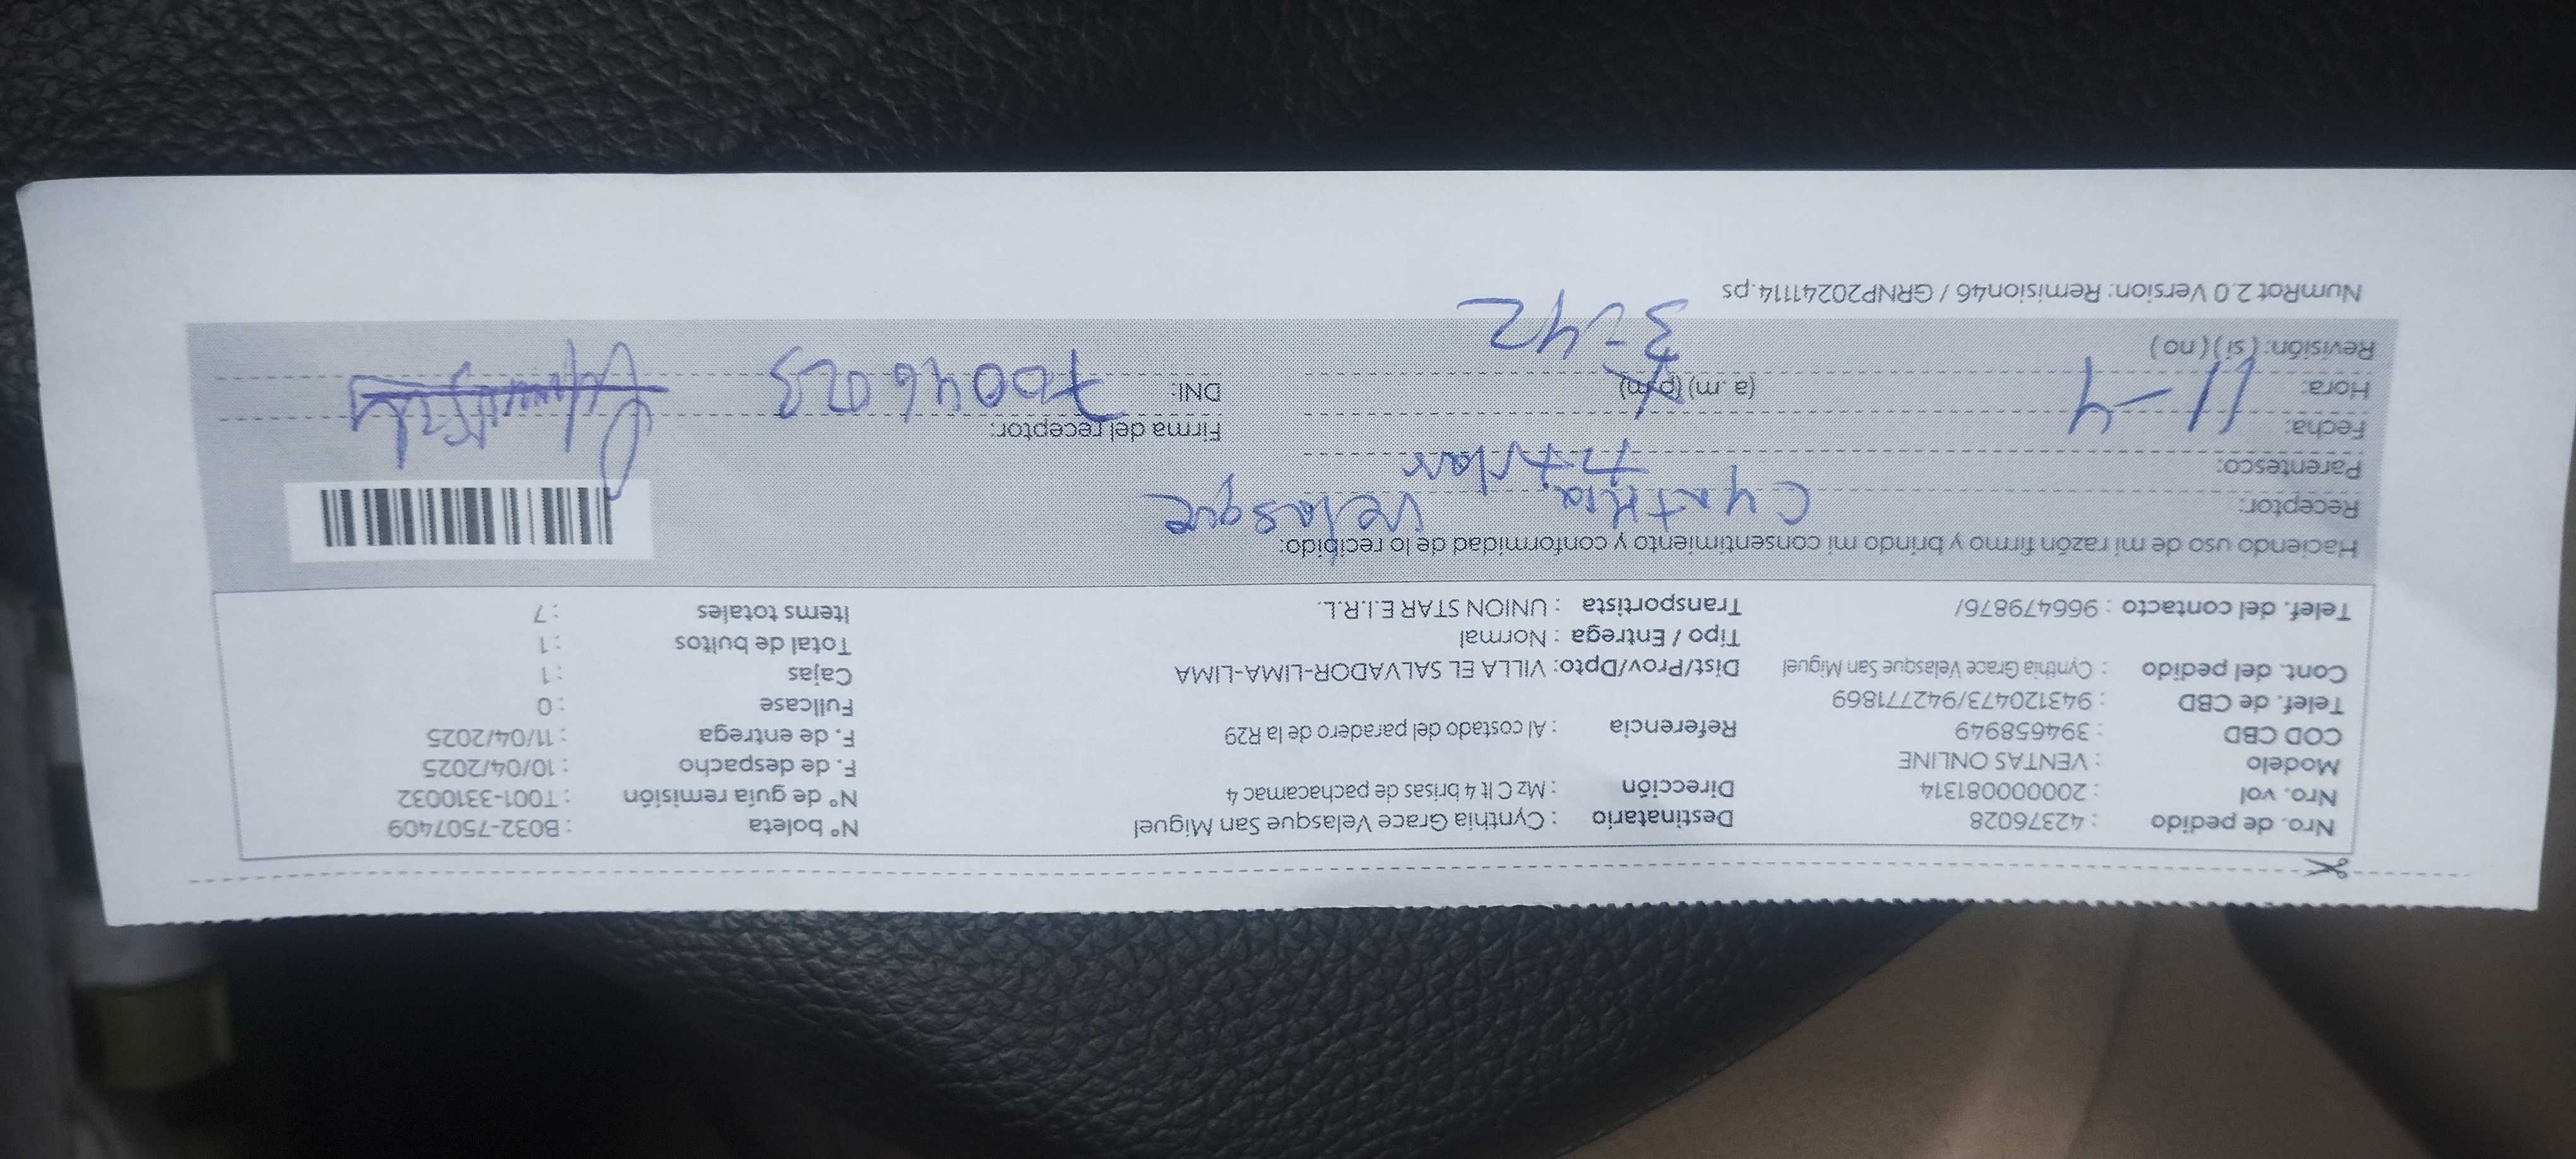 Nro. de pedido : 42376028 Destinatario : Cynthia Grace Velasque San Miguel N° boleta : B032-7507409
Nro. vol : 20000081314 Dirección : Mz C lt 4 brisas de pachacamac 4 N° de guía remisión : T001-3310032
Modelo : VENTAS ONLINE F. de despacho : 10/04/2025
COD CBD : 394658949 Referencia : Al costado del paradero de la R29 F. de entrega : 11/04/2025
Telef. de CBD : 943120473/942771869 Fullcase : 0
Cont. del pedido : Cynthia Grace Velasque San Miguel Dist/Prov/Dpto: VILLA EL SALVADOR-LIMA-LIMA Cajas : 1
Tipo / Entrega : Normal Total de bultos : 1
Telef. del contacto : 966479876/ Transportista : UNION STAR E.I.R.L. Items totales : 7
Haciendo uso de mi razón firmo y brindo mi consentimiento y conformidad de lo recibido:
Receptor: Cynthia Velasque
Parentesco: titular
Fecha: 11-4 Firma del receptor:
Hora: (a.m) (p.m) 3-42 DNI: 70046023
Revisión: ( si ) ( no )
NumRot 2.0 Version: Remision46 / GRNP20241114.ps